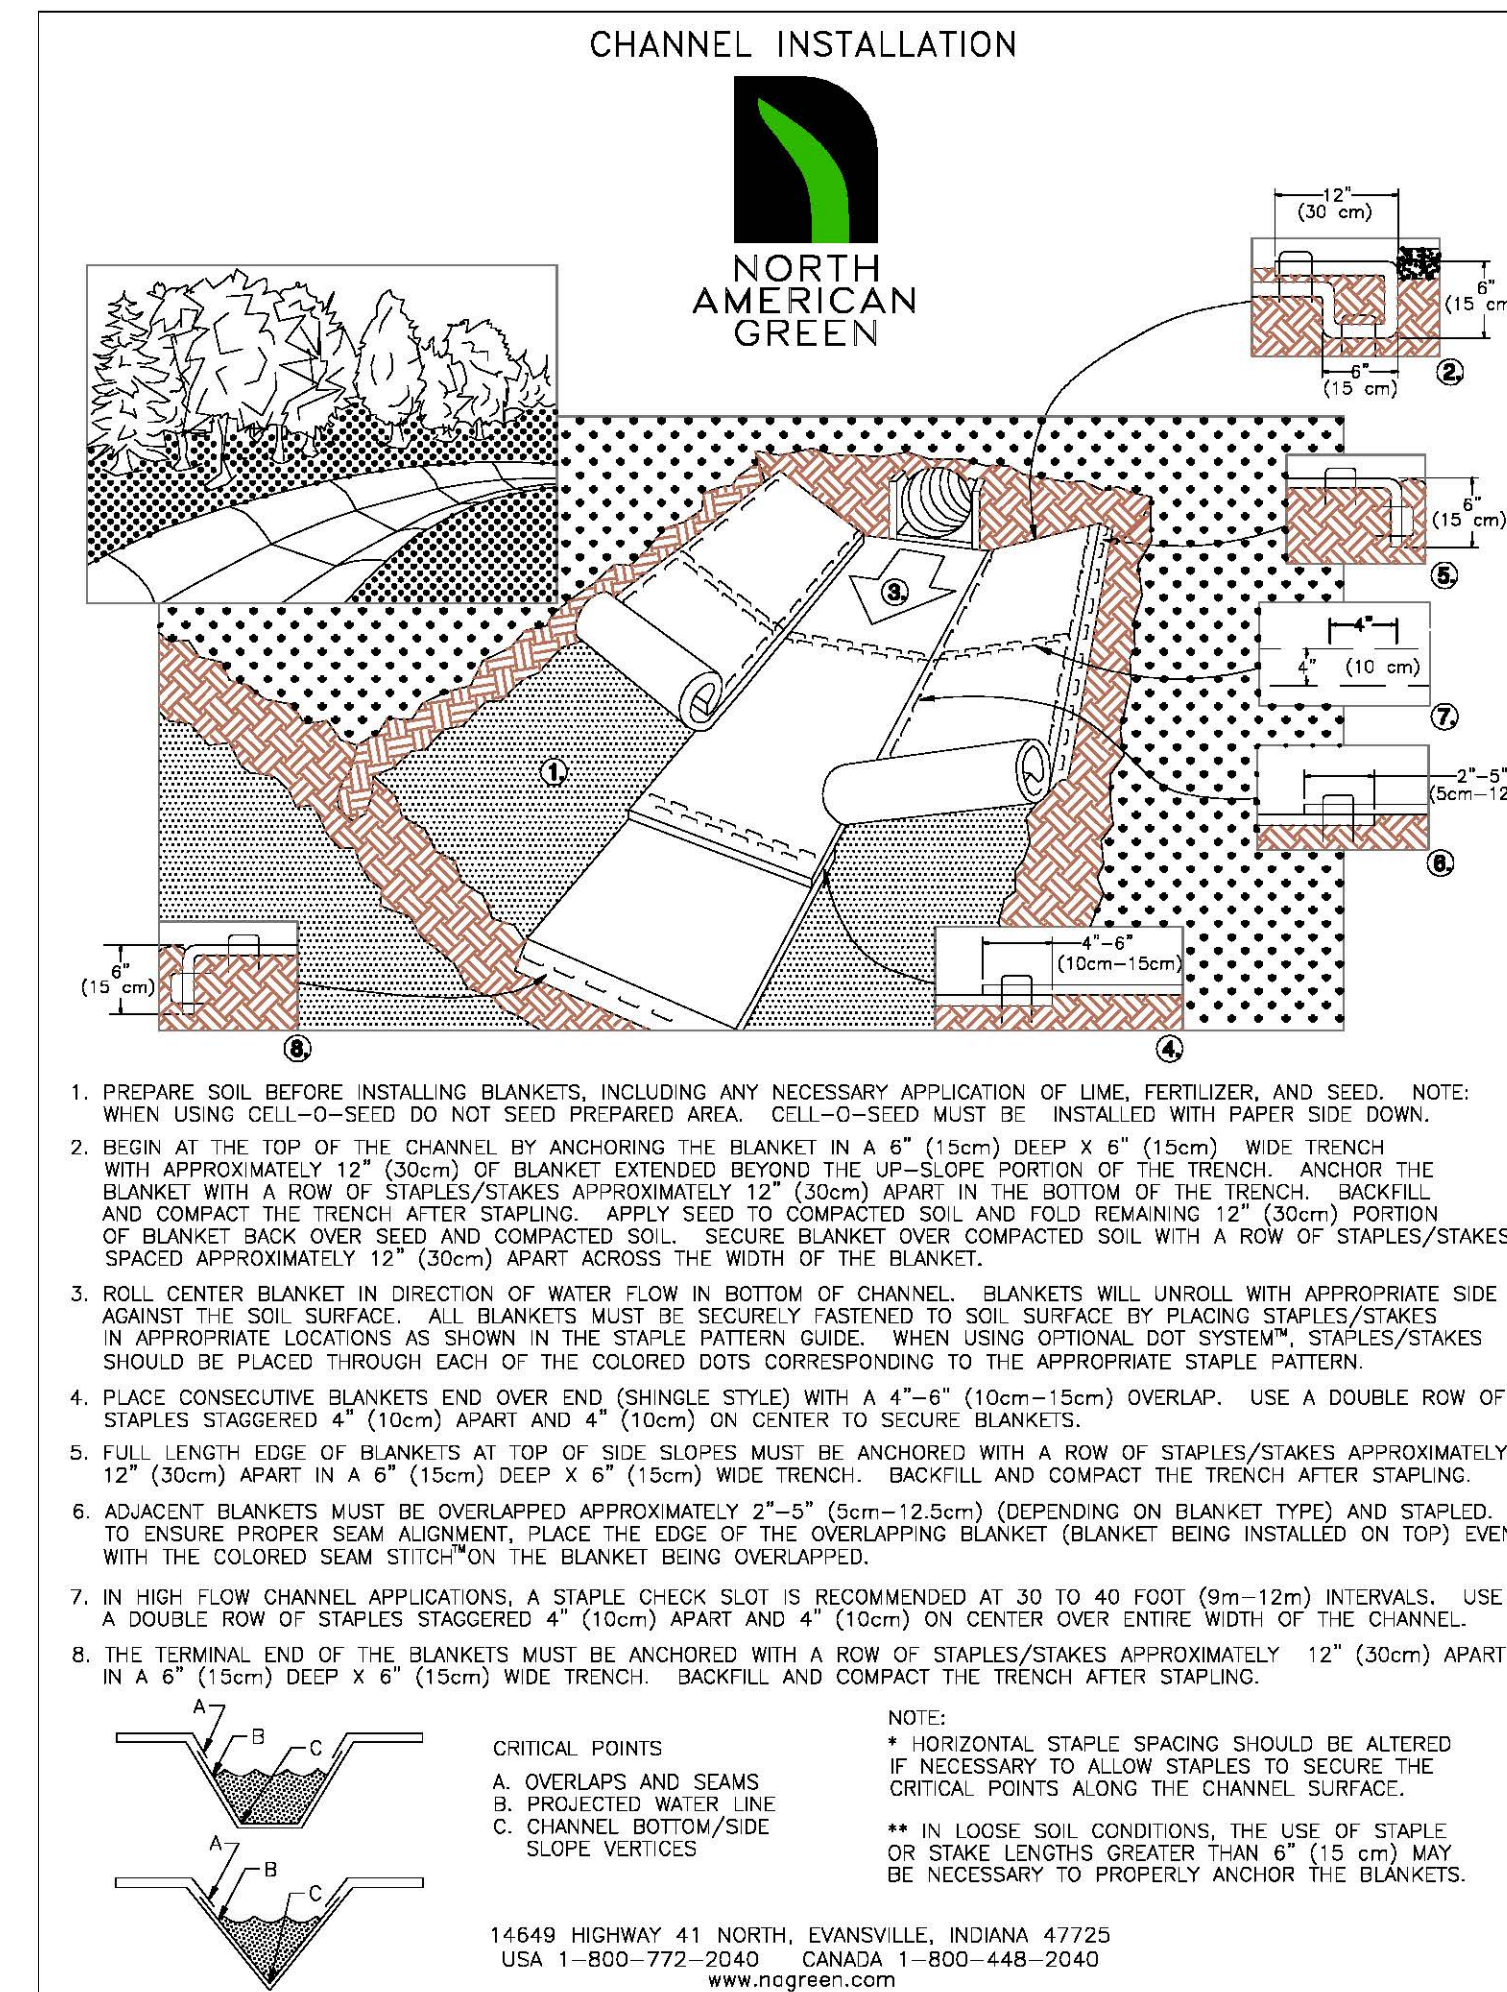 CHANNEL INSTALLATION
NORTH
AMERICAN
GREEN
12"
(30 cm)
6"
(15 cm
6"
(15 cm)
2.
6"
(15 cm)
5.
3.
4"
4"
(10 cm)
7.
1.
2"-5"
(5cm-12
6.
6"
(15 cm)
8.
4"-6"
(10cm-15cm)
4.
1. PREPARE SOIL BEFORE INSTALLING BLANKETS, INCLUDING ANY NECESSARY APPLICATION OF LIME, FERTILIZER, AND SEED. NOTE:
WHEN USING CELL-O-SEED DO NOT SEED PREPARED AREA. CELL-O-SEED MUST BE INSTALLED WITH PAPER SIDE DOWN.
2. BEGIN AT THE TOP OF THE CHANNEL BY ANCHORING THE BLANKET IN A 6" (15cm) DEEP X 6" (15cm) WIDE TRENCH
WITH APPROXIMATELY 12" (30cm) OF BLANKET EXTENDED BEYOND THE UP-SLOPE PORTION OF THE TRENCH. ANCHOR THE
BLANKET WITH A ROW OF STAPLES/STAKES APPROXIMATELY 12" (30cm) APART IN THE BOTTOM OF THE TRENCH. BACKFILL
AND COMPACT THE TRENCH AFTER STAPLING. APPLY SEED TO COMPACTED SOIL AND FOLD REMAINING 12" (30cm) PORTION
OF BLANKET BACK OVER SEED AND COMPACTED SOIL. SECURE BLANKET OVER COMPACTED SOIL WITH A ROW OF STAPLES/STAKES
SPACED APPROXIMATELY 12" (30cm) APART ACROSS THE WIDTH OF THE BLANKET.
3. ROLL CENTER BLANKET IN DIRECTION OF WATER FLOW IN BOTTOM OF CHANNEL. BLANKETS WILL UNROLL WITH APPROPRIATE SIDE
AGAINST THE SOIL SURFACE. ALL BLANKETS MUST BE SECURELY FASTENED TO SOIL SURFACE BY PLACING STAPLES/STAKES
IN APPROPRIATE LOCATIONS AS SHOWN IN THE STAPLE PATTERN GUIDE. WHEN USING OPTIONAL DOT SYSTEM™, STAPLES/STAKES
SHOULD BE PLACED THROUGH EACH OF THE COLORED DOTS CORRESPONDING TO THE APPROPRIATE STAPLE PATTERN.
4. PLACE CONSECUTIVE BLANKETS END OVER END (SHINGLE STYLE) WITH A 4"-6" (10cm-15cm) OVERLAP. USE A DOUBLE ROW OF
STAPLES STAGGERED 4" (10cm) APART AND 4" (10cm) ON CENTER TO SECURE BLANKETS.
5. FULL LENGTH EDGE OF BLANKETS AT TOP OF SIDE SLOPES MUST BE ANCHORED WITH A ROW OF STAPLES/STAKES APPROXIMATELY
12" (30cm) APART IN A 6" (15cm) DEEP X 6" (15cm) WIDE TRENCH. BACKFILL AND COMPACT THE TRENCH AFTER STAPLING.
6. ADJACENT BLANKETS MUST BE OVERLAPPED APPROXIMATELY 2"-5" (5cm-12.5cm) (DEPENDING ON BLANKET TYPE) AND STAPLED.
TO ENSURE PROPER SEAM ALIGNMENT, PLACE THE EDGE OF THE OVERLAPPING BLANKET (BLANKET BEING INSTALLED ON TOP) EVEN
WITH THE COLORED SEAM STITCH™ ON THE BLANKET BEING OVERLAPPED.
7. IN HIGH FLOW CHANNEL APPLICATIONS, A STAPLE CHECK SLOT IS RECOMMENDED AT 30 TO 40 FOOT (9m-12m) INTERVALS. USE
A DOUBLE ROW OF STAPLES STAGGERED 4" (10cm) APART AND 4" (10cm) ON CENTER OVER ENTIRE WIDTH OF THE CHANNEL.
8. THE TERMINAL END OF THE BLANKETS MUST BE ANCHORED WITH A ROW OF STAPLES/STAKES APPROXIMATELY 12" (30cm) APART
IN A 6" (15cm) DEEP X 6" (15cm) WIDE TRENCH. BACKFILL AND COMPACT THE TRENCH AFTER STAPLING.
A
B
C
A
B
C
CRITICAL POINTS
A. OVERLAPS AND SEAMS
B. PROJECTED WATER LINE
C. CHANNEL BOTTOM/SIDE
SLOPE VERTICES
NOTE:
* HORIZONTAL STAPLE SPACING SHOULD BE ALTERED
IF NECESSARY TO ALLOW STAPLES TO SECURE THE
CRITICAL POINTS ALONG THE CHANNEL SURFACE.
** IN LOOSE SOIL CONDITIONS, THE USE OF STAPLE
OR STAKE LENGTHS GREATER THAN 6" (15 cm) MAY
BE NECESSARY TO PROPERLY ANCHOR THE BLANKETS.
14649 HIGHWAY 41 NORTH, EVANSVILLE, INDIANA 47725
USA 1-800-772-2040 CANADA 1-800-448-2040
www.nagreen.com